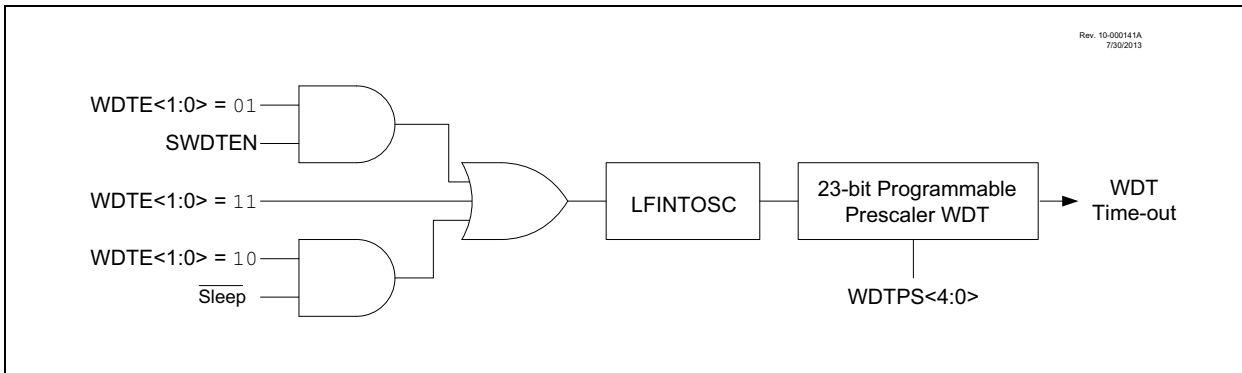 Rev. 10-000141A
7/30/2013
WDTE<1:0> = 01
SWDTEN
WDTE<1:0> = 11
WDTE<1:0> = 10
Sleep
LFINTOSC
23-bit Programmable
Prescaler WDT
WDT
Time-out
WDTPS<4:0>